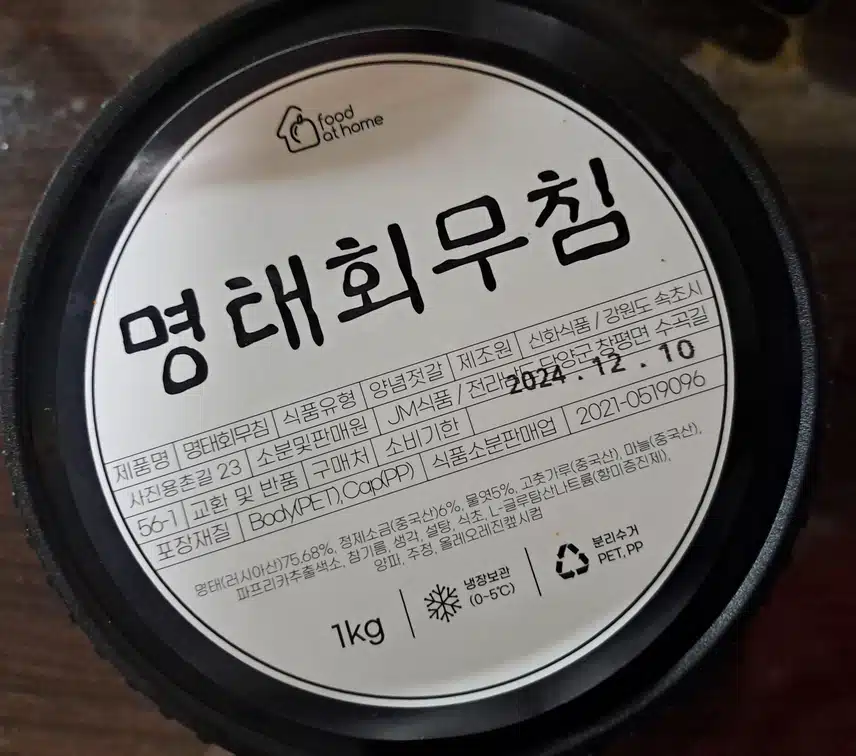 food
at home
명태회무침
제품명 명태회무침 식품유형 양념젓갈 제조원 신화식품 / 강원도 속초시
사진용촌길 23 소분및판매원 JM식품 / 담양군 창평면 수곡길
56-1 교환 및 반품 구매처 소비기한 2024.12.10
포장재질 Body(PET),Cap(PP) 식품소분판매업 2021-0519096
명태(러시아산)75.68%, 정제소금(중국산)6%, 물엿5%, 고춧가루(중국산), 마늘(중국산),
파프리카추출색소, 참기름, 생각, 설탕, 식초, L-글루탐산나트륨(향미증진제),
양파, 주정, 올레오레진캪시컴
1kg
냉장보관
(0~5℃)
분리수거
PET, PP